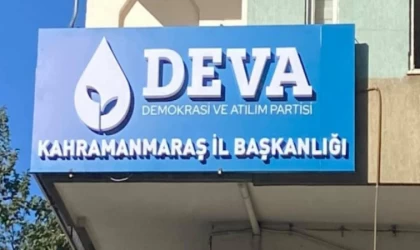 DEVA
DEMOKRASİ VE ATILIM PARTİSİ
KAHRAMANMARAŞ İL BAŞKANLIĞI